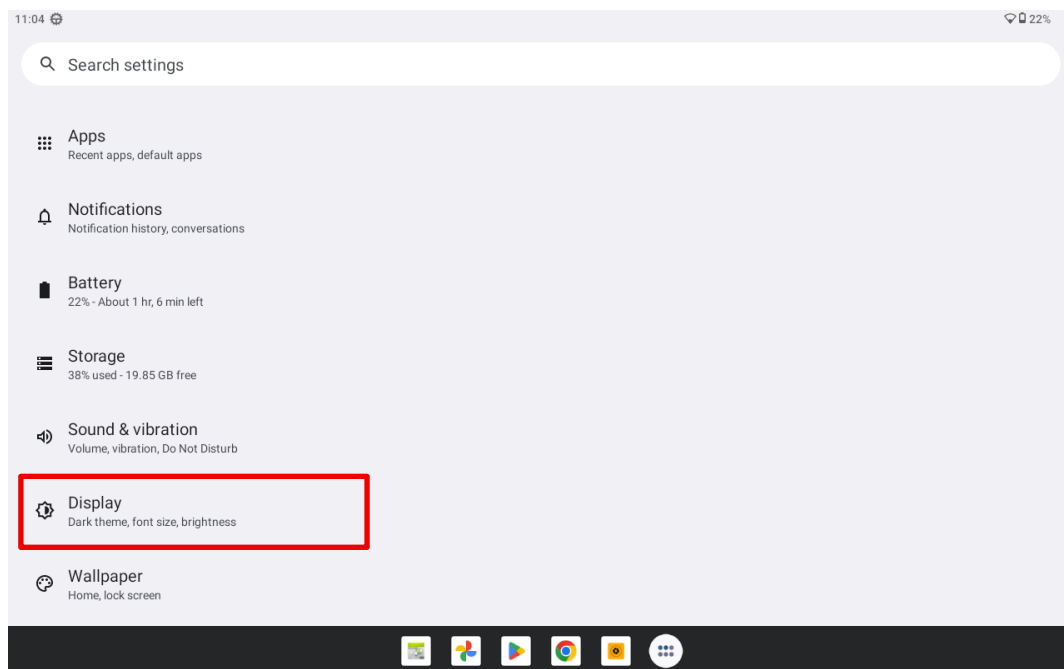 11:04
22%
Search settings
Apps
Recent apps, default apps
Notifications
Notification history, conversations
Battery
22% - About 1 hr, 6 min left
Storage
38% used - 19.85 GB free
Sound & vibration
Volume, vibration, Do Not Disturb
Display
Dark theme, font size, brightness
Wallpaper
Home, lock screen